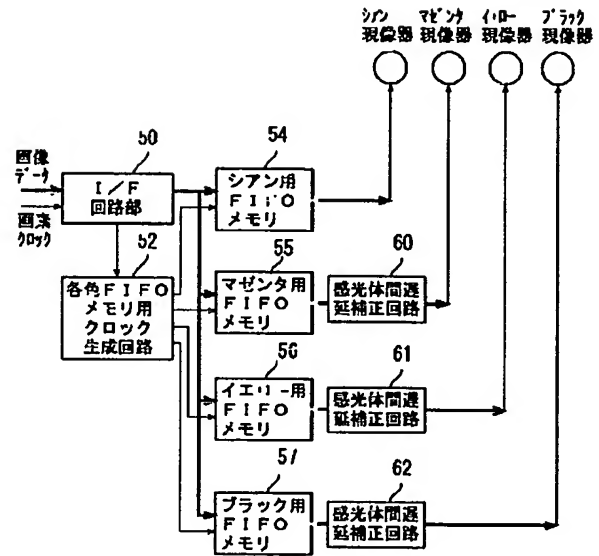 シアン
現像器
マゼンタ
現像器
イエロー
現像器
ブラック
現像器
画像
データ
画素
クロック
50
I/F
回路部
52
各色FIFO
メモリ用
クロック
生成回路
54
シアン用
FIFO
メモリ
55
マゼンタ用
FIFO
メモリ
60
感光体間遅
延補正回路
56
イエロー用
FIFO
メモリ
61
感光体間遅
延補正回路
57
ブラック用
FIFO
メモリ
62
感光体間遅
延補正回路